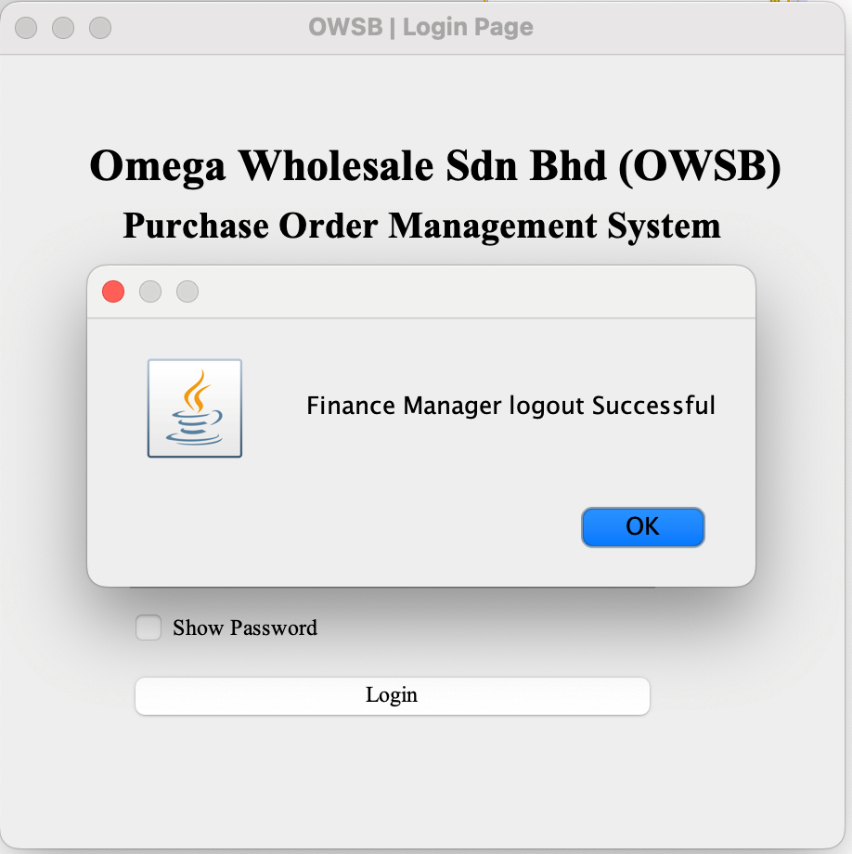 OWSB | Login Page
Omega Wholesale Sdn Bhd (OWSB)
Purchase Order Management System
Finance Manager logout Successful
OK
Show Password
Login